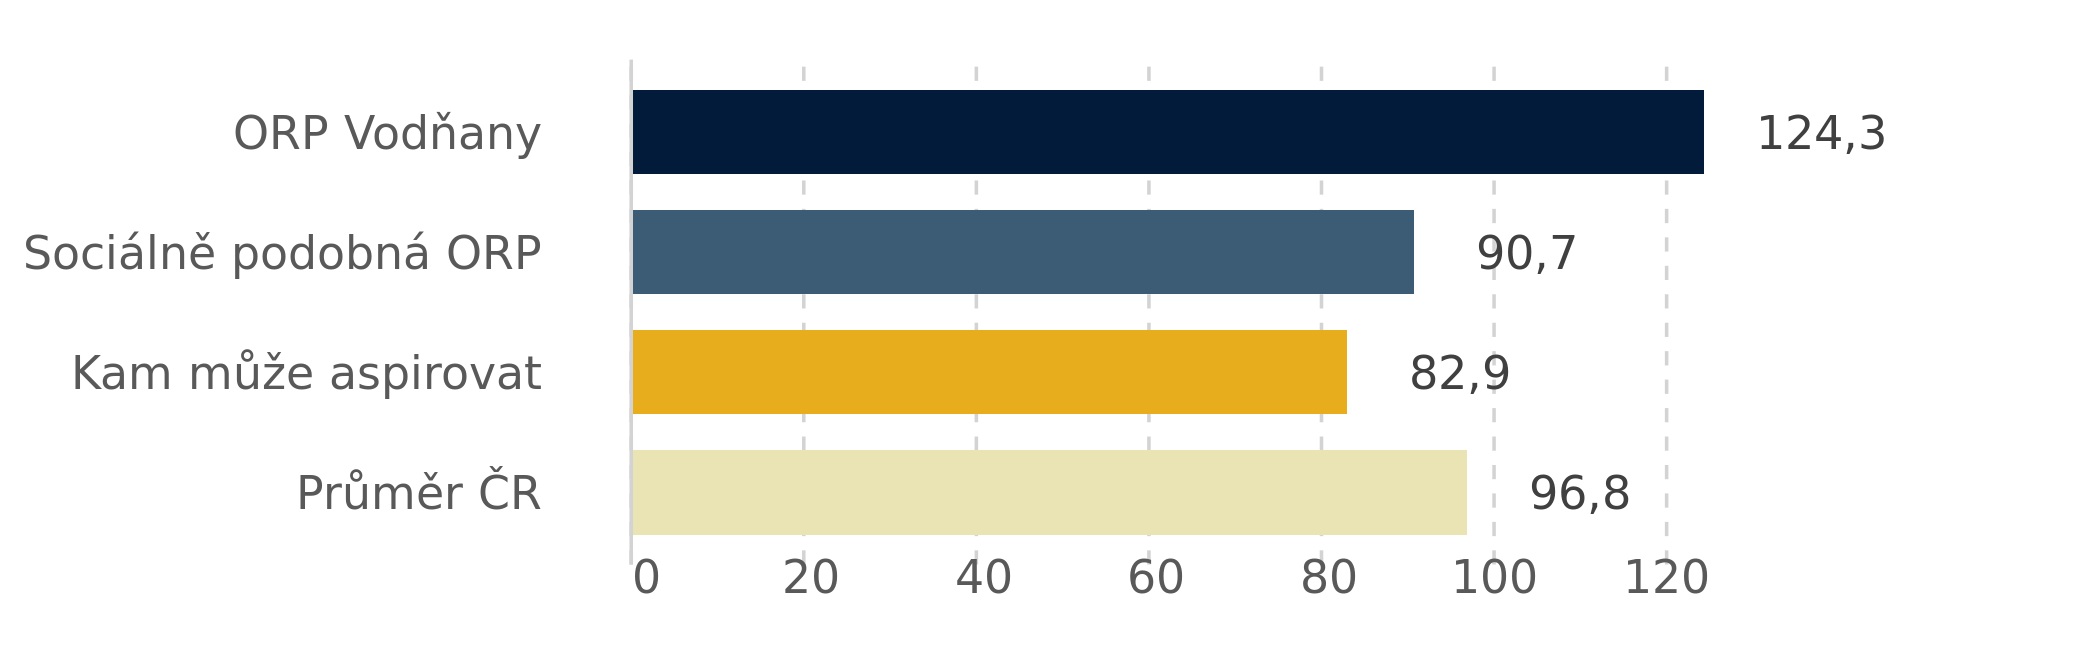 ORP Vodňany 124,3
Sociálně podobná ORP 90,7
Kam může aspirovat 82,9
Průměr ČR 96,8
0 20 40 60 80 100 120